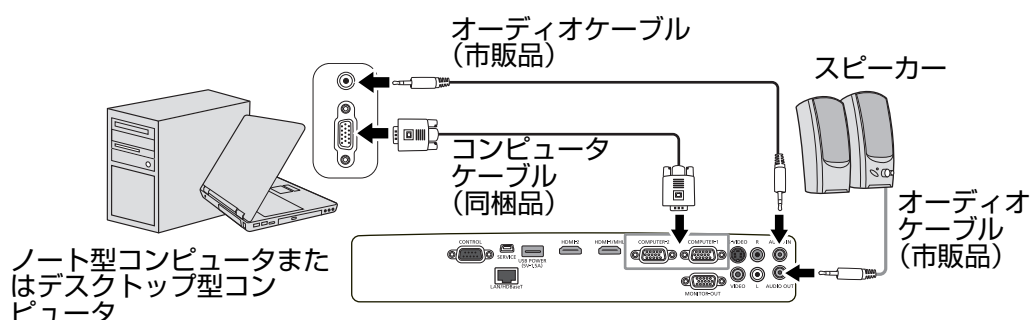 オーディオケーブル
（市販品）
スピーカー
コンピュータ
ケーブル
（同梱品）
オーディオ
ケーブル
（市販品）
ノート型コンピュータまた
はデスクトップ型コン
ピュータ
CONTROL
SERVICE
USB POWER
(5V=1.5A)
HDMI-2
HDMI-1/MHL
COMPUTER-2
COMPUTER-1
S-VIDEO
R
LAN/HDBaseT
MONITOR-OUT
VIDEO
L
AUDIO OUT